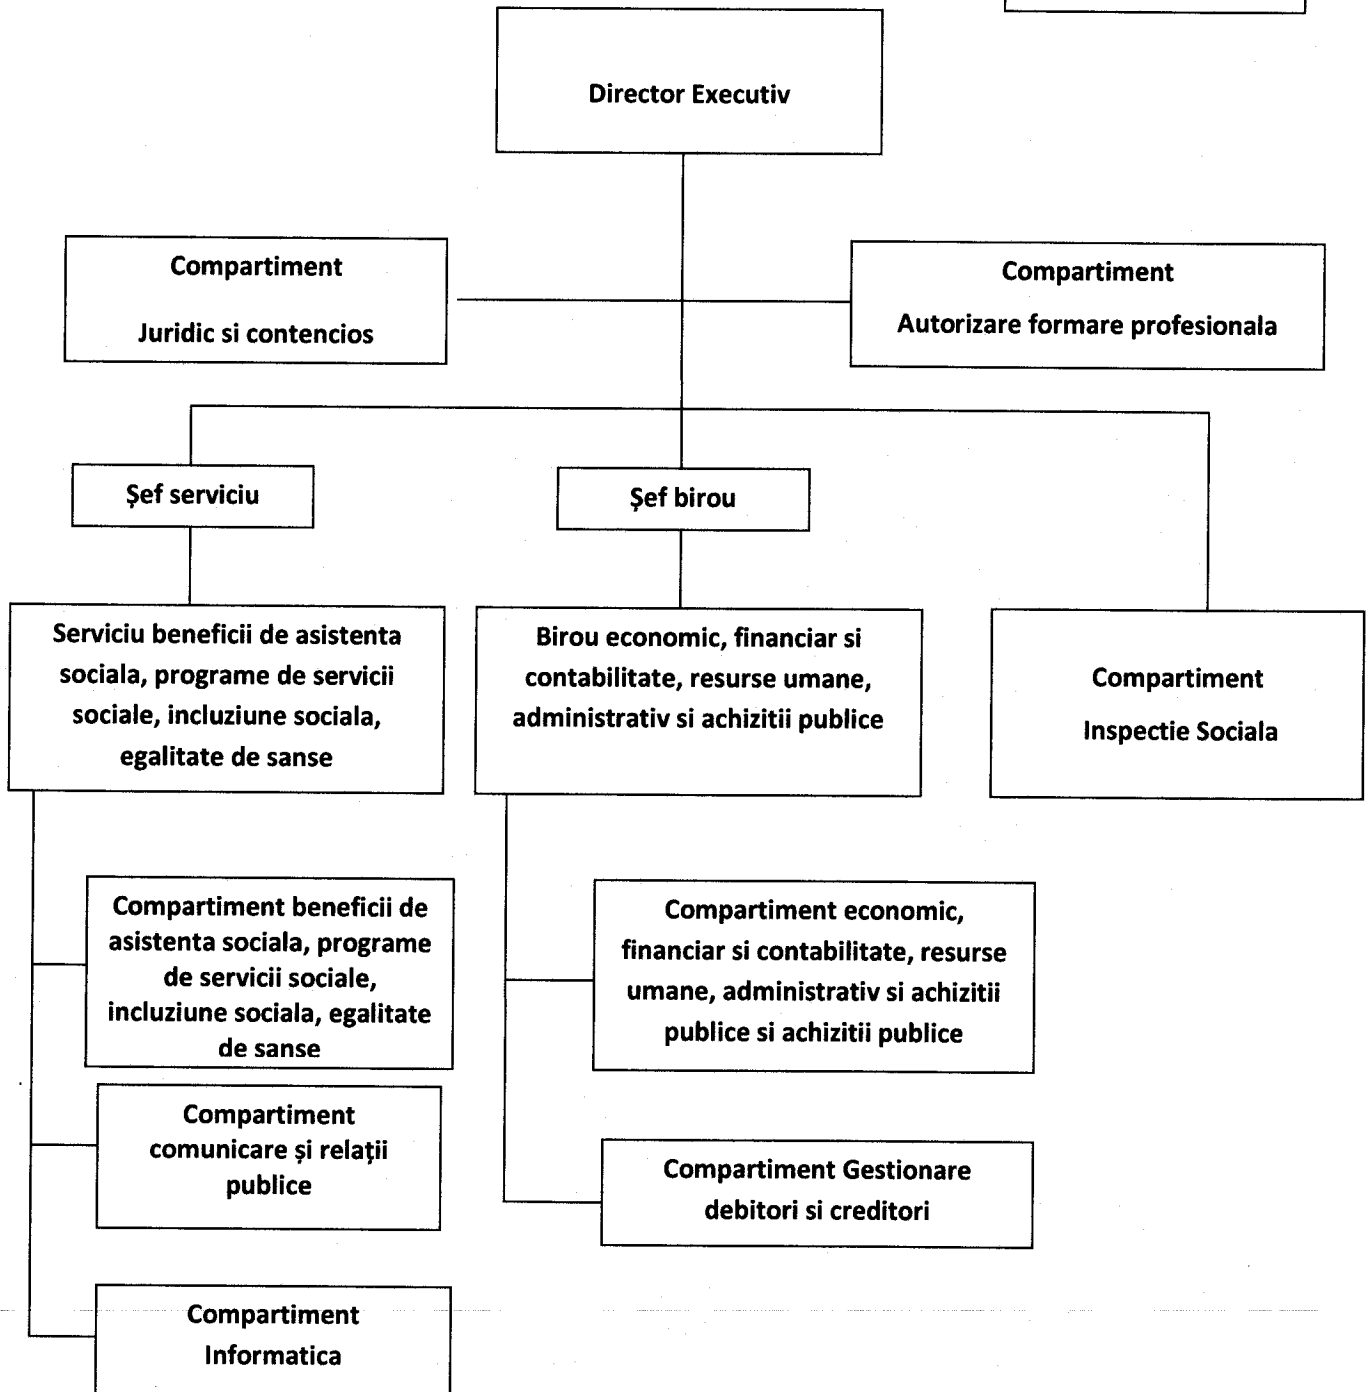 Director Executiv
Compartiment
Juridic si contencios
Compartiment
Autorizare formare profesionala
Șef serviciu
Șef birou
Serviciu beneficii de asistenta
sociala, programe de servicii
sociale, incluziune sociala,
egalitate de sanse
Birou economic, financiar si
contabilitate, resurse umane,
administrativ si achizitii publice
Compartiment
Inspectie Sociala
Compartiment beneficii de
asistenta sociala, programe
de servicii sociale,
incluziune sociala, egalitate
de sanse
Compartiment economic,
financiar si contabilitate, resurse
umane, administrativ si achizitii
publice si achizitii publice
Compartiment
comunicare și relații
publice
Compartiment Gestionare
debitori si creditori
Compartiment
Informatica